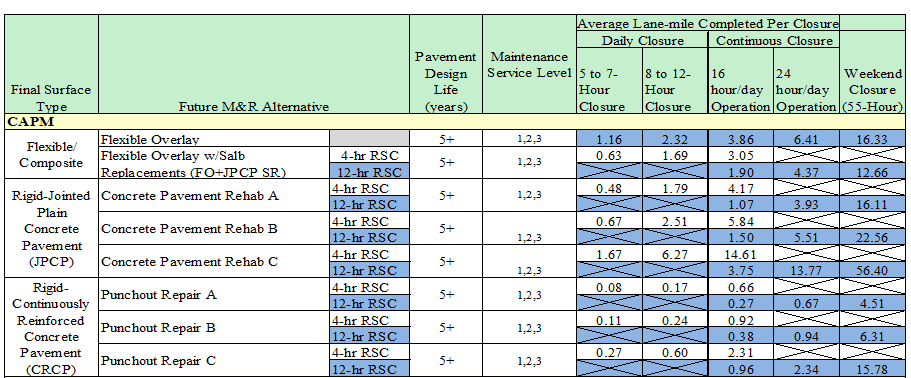 Average Lane-mile Completed Per Closure
Daily Closure Continuous Closure
Final Surface Type Future M&R Alternative Pavement Design Life (years) Maintenance Service Level 5 to 7-Hour Closure 8 to 12-Hour Closure 16 hour/day Operation 24 hour/day Operation Weekend Closure (55-Hour)
CAPM
Flexible/ Composite
Flexible Overlay 5+ 1,2,3 1.16 2.32 3.86 6.41 16.33
Flexible Overlay w/Salb Replacements (FO+JPCP SR) 5+ 1,2,3
4-hr RSC 0.63 1.69 3.05
12-hr RSC 1.90 4.37 12.66
Rigid-Jointed Plain Concrete Pavement (JPCP)
Concrete Pavement Rehab A 5+
4-hr RSC 0.48 1.79 4.17
12-hr RSC 1.07 3.93 16.11
Concrete Pavement Rehab B 5+ 1,2,3
4-hr RSC 0.67 2.51 5.84
12-hr RSC 1.50 5.51 22.56
Concrete Pavement Rehab C 5+ 1,2,3
4-hr RSC 1.67 6.27 14.61
12-hr RSC 3.75 13.77 56.40
Rigid-Continuously Reinforced Concrete Pavement (CRCP)
Punchout Repair A 5+ 1,2,3
4-hr RSC 0.08 0.17 0.66
12-hr RSC 0.27 0.67 4.51
Punchout Repair B 5+ 1,2,3
4-hr RSC 0.11 0.24 0.92
12-hr RSC 0.38 0.94 6.31
Punchout Repair C 5+ 1,2,3
4-hr RSC 0.27 0.60 2.31
12-hr RSC 0.96 2.34 15.78